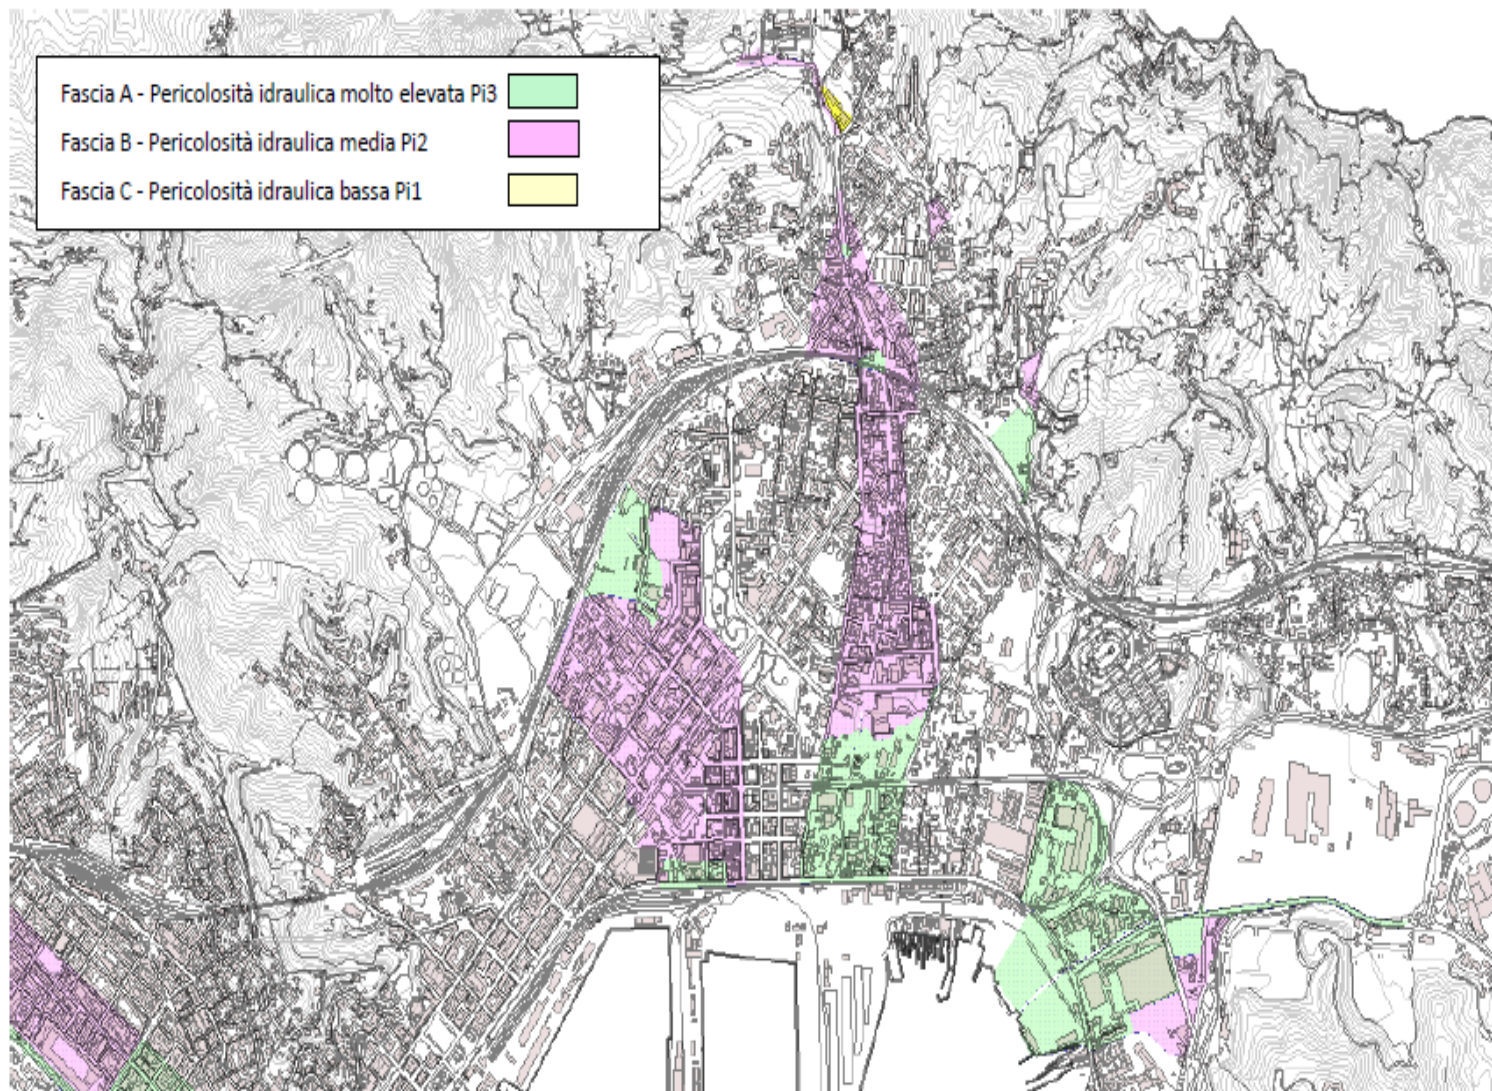 Fascia A - Pericolosità idraulica molto elevata Pi3
Fascia B - Pericolosità idraulica media Pi2
Fascia C - Pericolosità idraulica bassa Pi1